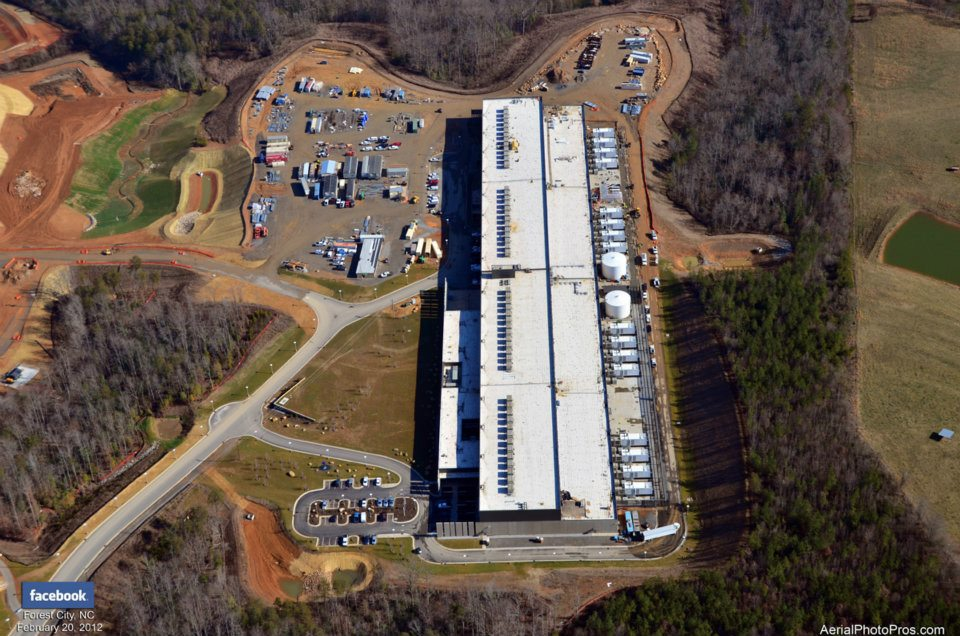 facebook
Forest City, NC
February 20, 2012
AerialPhotoPros.com